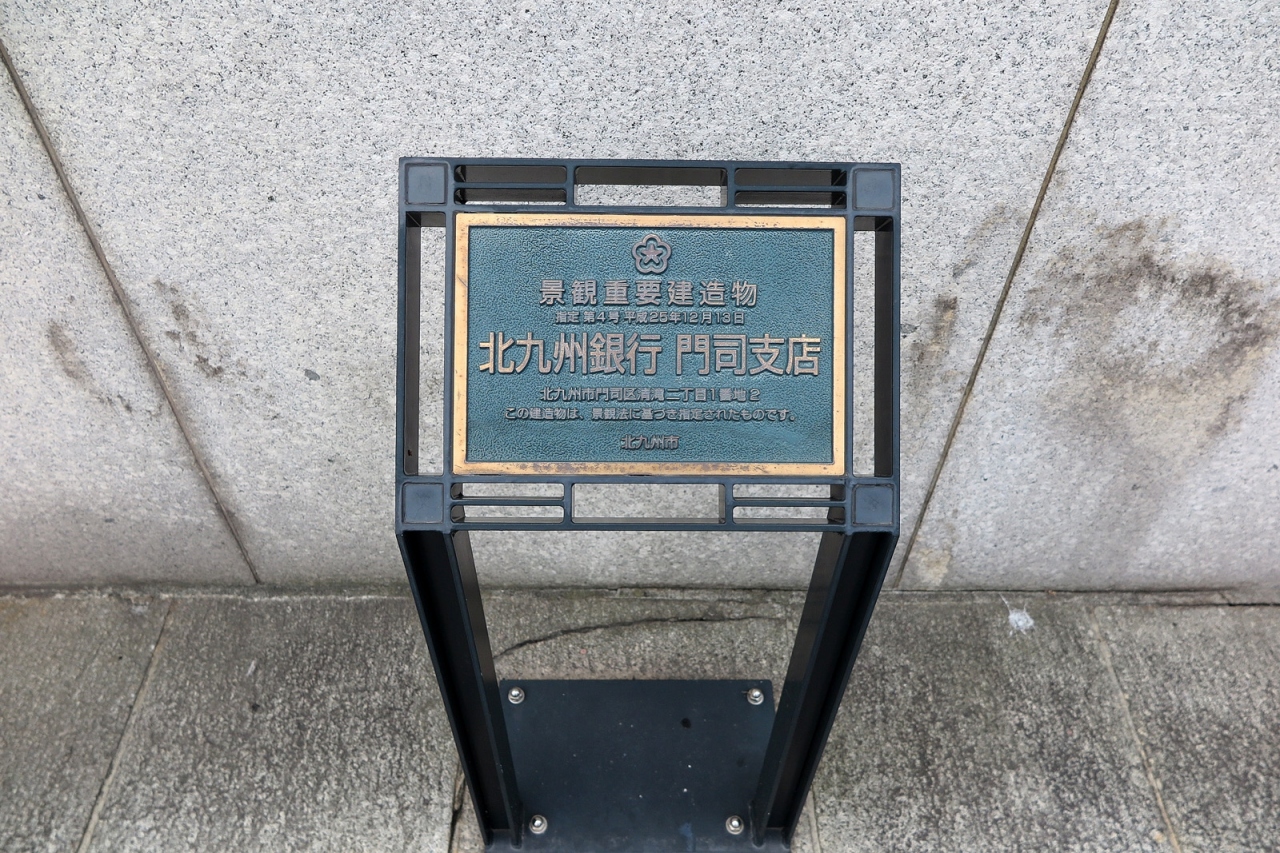 景観重要建造物
指定 第4号 平成25年12月13日
北九州銀行 門司支店
北九州市門司区清滝二丁目1番地2
この建造物は、景観法に基づき指定されたものです。
北九州市